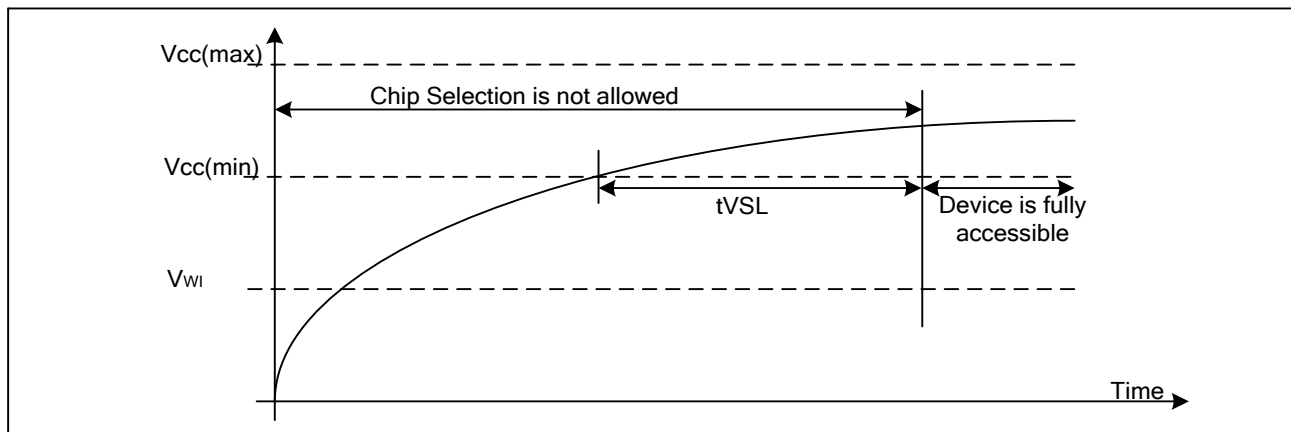 Vcc(max)
Chip Selection is not allowed
Vcc(min)
tVSL
Device is fully
accessible
VWI
Time